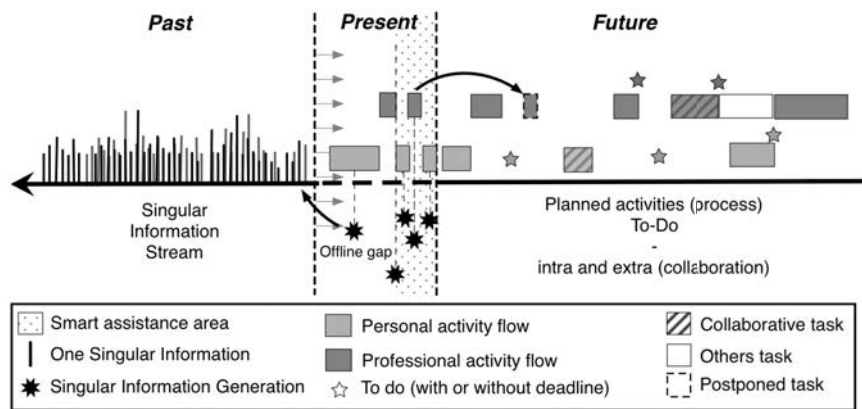 Past
Present
Future
Singular
Information
Stream
Offline gap
Planned activities (process)
To-Do
-
intra and extra (collaboration)
Smart assistance area
One Singular Information
Singular Information Generation
Personal activity flow
Professional activity flow
To do (with or without deadline)
Collaborative task
Others task
Postponed task